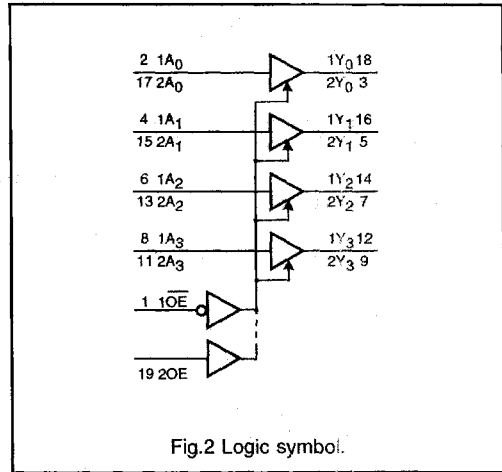 2 1A0 1Y0 18
17 2A0 2Y0 3
4 1A1 1Y1 16
15 2A1 2Y1 5
6 1A2 1Y2 14
13 2A2 2Y2 7
8 1A3 1Y3 12
11 2A3 2Y3 9
1 1O̅E̅
19 2OE
Fig.2 Logic symbol.